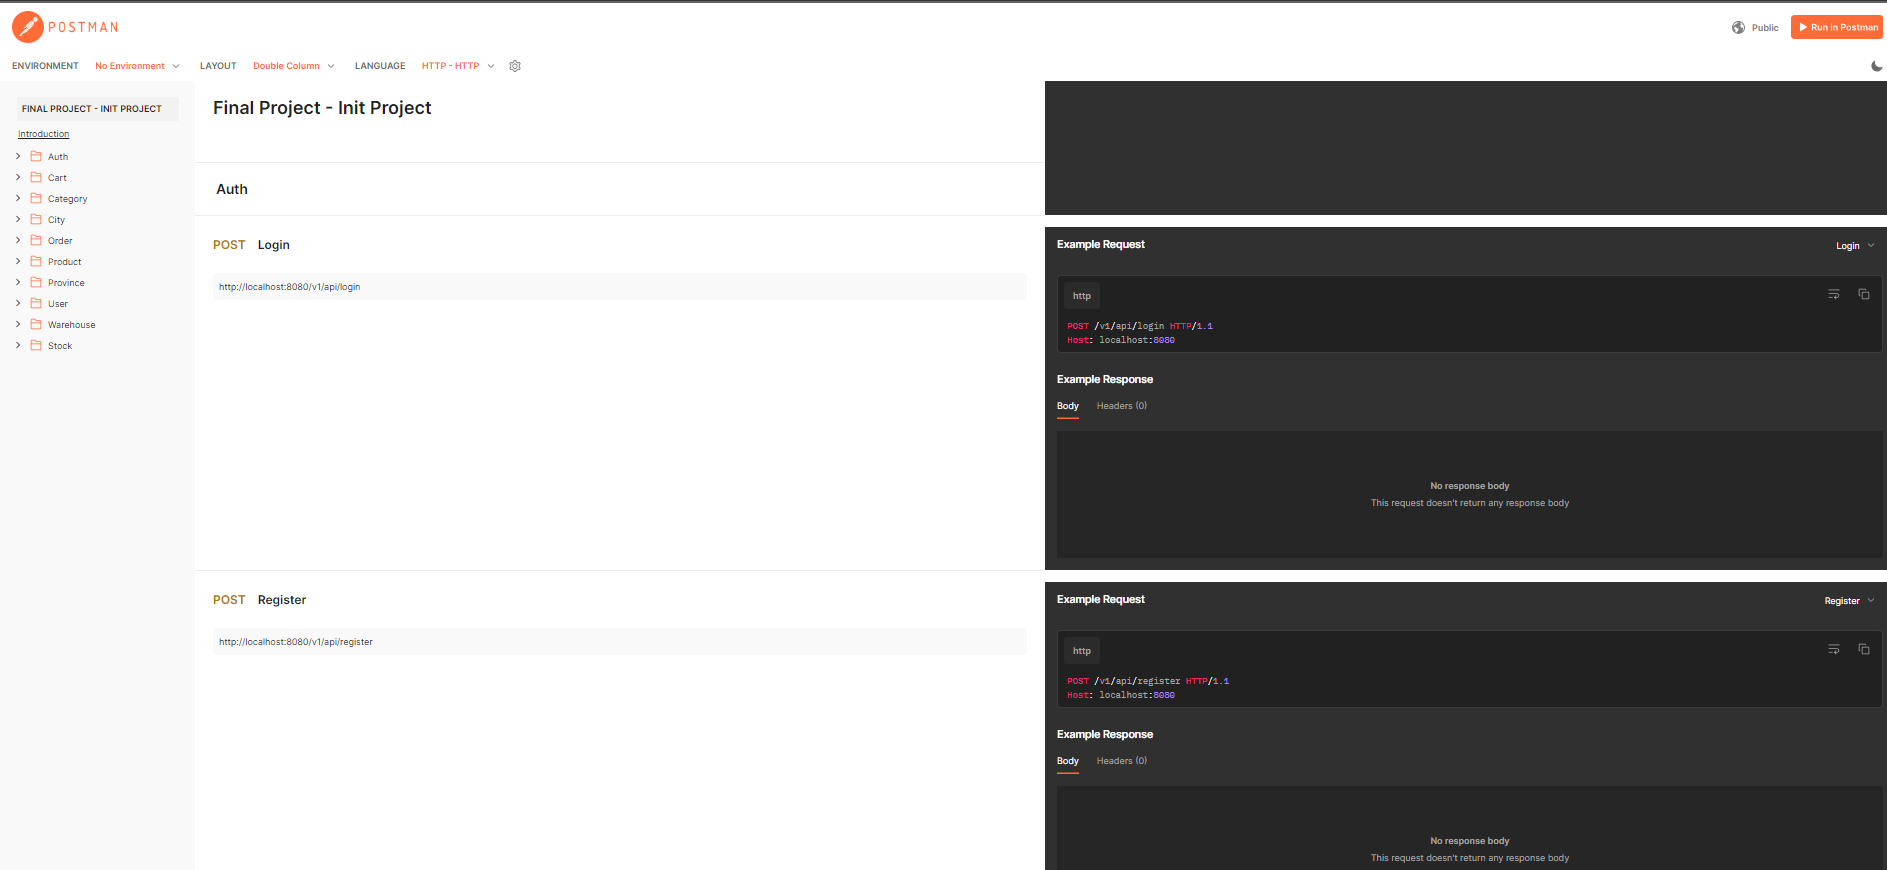 POSTMAN
Public
Run in Postman
ENVIRONMENT No Environment LAYOUT Double Column LANGUAGE HTTP - HTTP
FINAL PROJECT - INIT PROJECT
Introduction
Auth
Cart
Category
City
Order
Product
Province
User
Warehouse
Stock
Final Project - Init Project
Auth
POST Login
http://localhost:8080/v1/api/login
Example Request
Login
http
POST /v1/api/login HTTP/1.1
Host: localhost:8080
Example Response
Body Headers (0)
No response body
This request doesn't return any response body
POST Register
http://localhost:8080/v1/api/register
Example Request
Register
http
POST /v1/api/register HTTP/1.1
Host: localhost:8080
Example Response
Body Headers (0)
No response body
This request doesn't return any response body